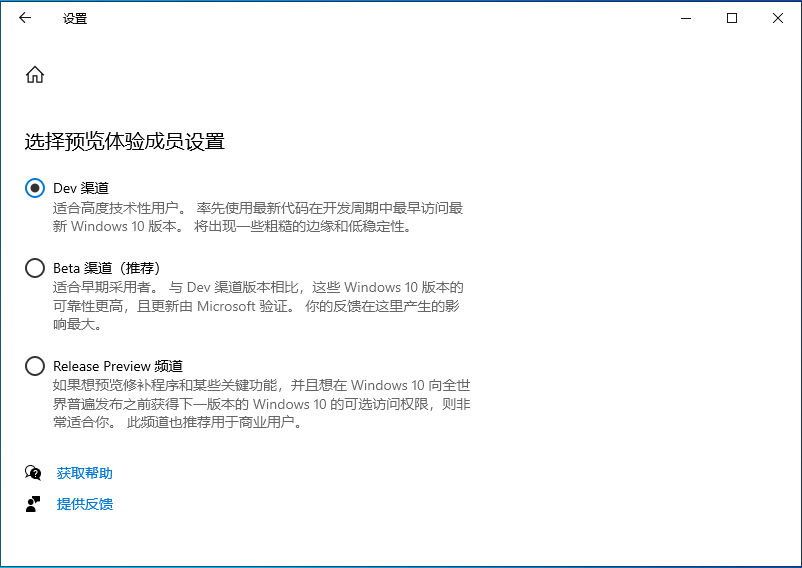 设置
选择预览体验成员设置
Dev 渠道
适合高度技术性用户。 率先使用最新代码在开发周期中最早访问最
新 Windows 10 版本。 将出现一些粗糙的边缘和低稳定性。
Beta 渠道（推荐）
适合早期采用者。 与 Dev 渠道版本相比，这些 Windows 10 版本的
可靠性更高，且更新由 Microsoft 验证。 你的反馈在这里产生的影
响最大。
Release Preview 频道
如果想预览修补程序和某些关键功能，并且想在 Windows 10 向全世
界普遍发布之前获得下一版本的 Windows 10 的可选访问权限，则非
常适合你。 此频道也推荐用于商业用户。
获取帮助
提供反馈